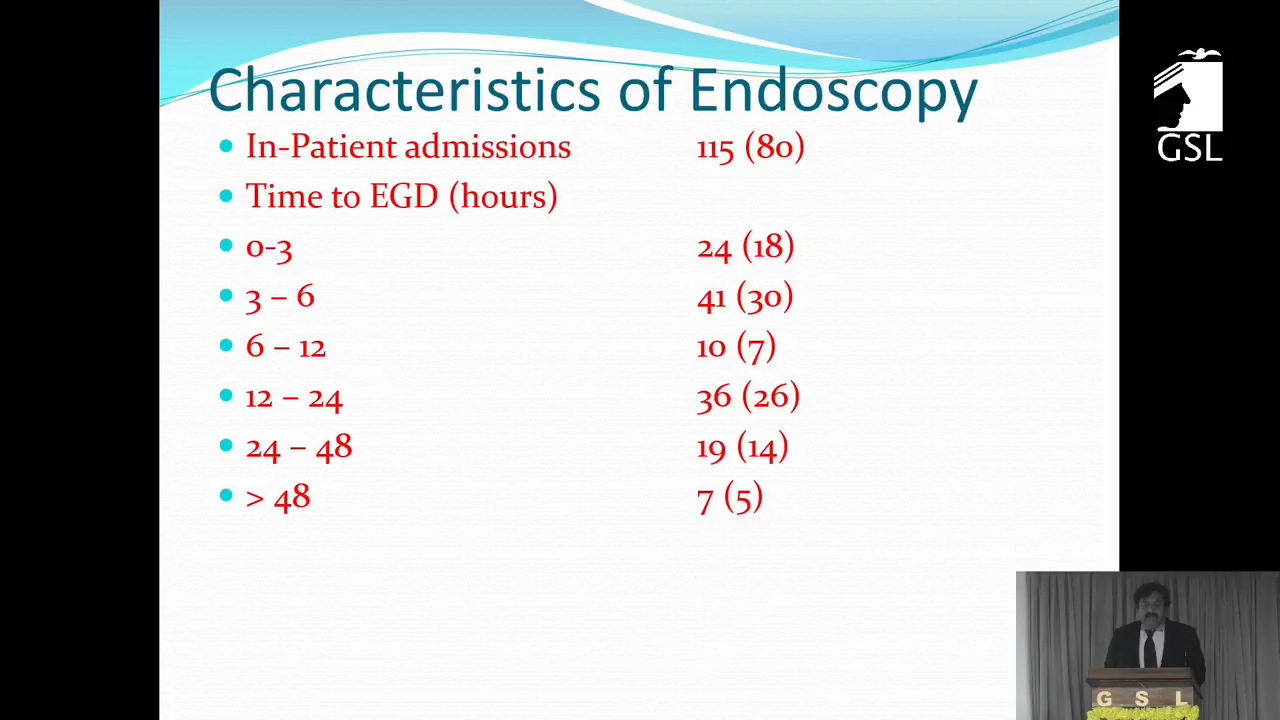 Characteristics of Endoscopy
GSL
In-Patient admissions 115 (80)
Time to EGD (hours)
0-3 24 (18)
3 – 6 41 (30)
6 – 12 10 (7)
12 – 24 36 (26)
24 – 48 19 (14)
> 48 7 (5)
G S L